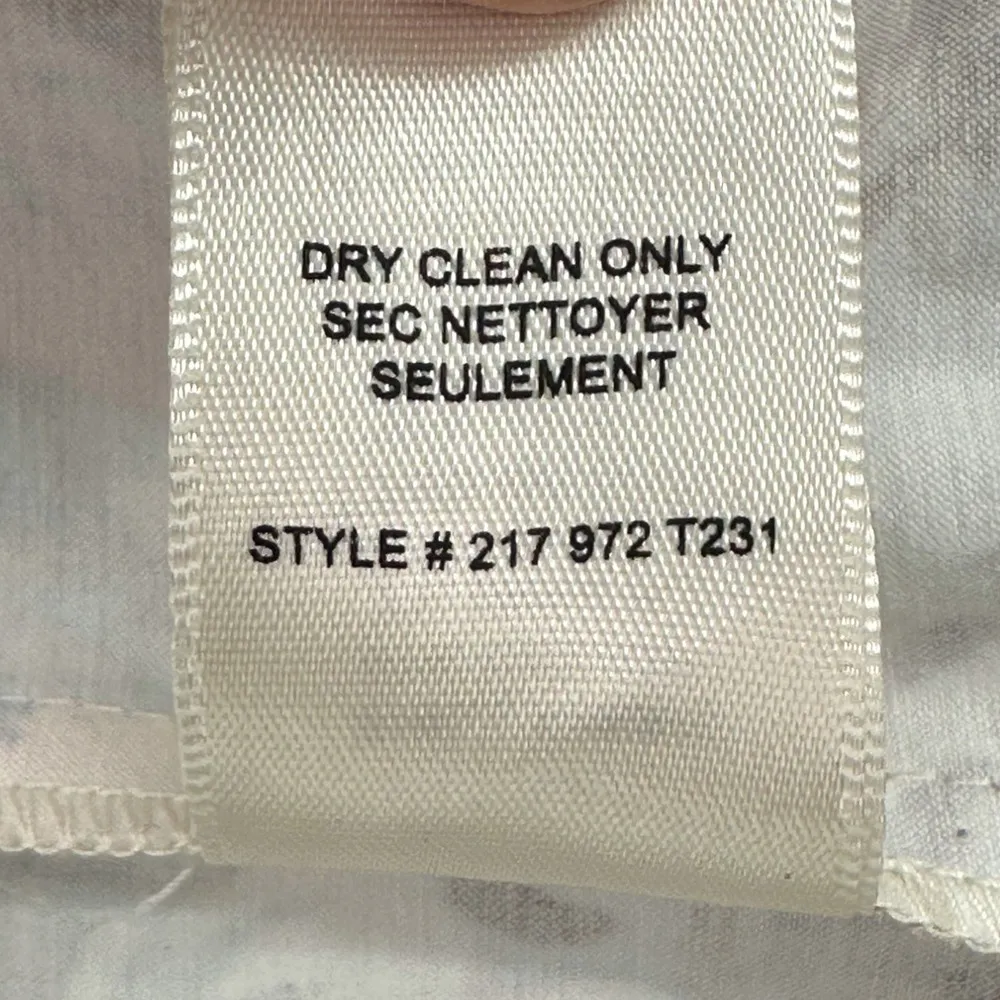 DRY CLEAN ONLY
SEC NETTOYER
SEULEMENT
STYLE # 217 972 T231